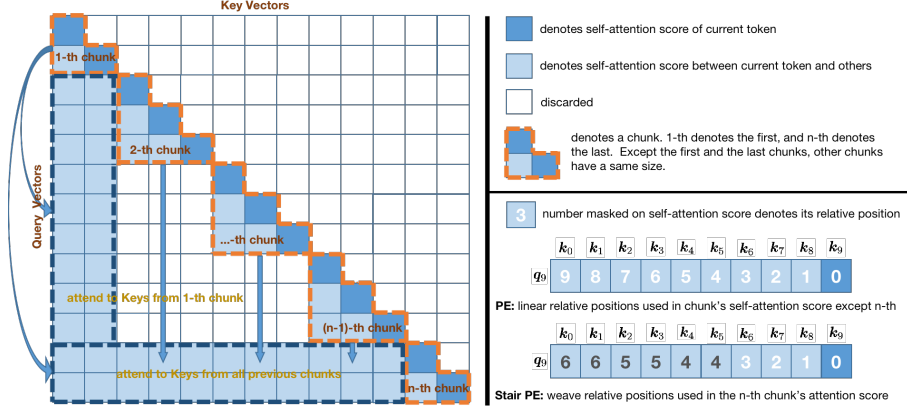 Key Vectors
Query Vectors
1-th chunk
2-th chunk
...-th chunk
attend to Keys from 1-th chunk
(n-1)-th chunk
attend to Keys from all previous chunks
n-th chunk
denotes self-attention score of current token
denotes self-attention score between current token and others
discarded
denotes a chunk. 1-th denotes the first, and n-th denotes
the last. Except the first and the last chunks, other chunks
have a same size.
3 number masked on self-attention score denotes its relative position
k0 k1 k2 k3 k4 k5 k6 k7 k8 k9
q9 9 8 7 6 5 4 3 2 1 0
PE: linear relative positions used in chunk's self-attention score except n-th
k0 k1 k2 k3 k4 k5 k6 k7 k8 k9
q9 6 6 5 5 4 4 3 2 1 0
Stair PE: weave relative positions used in the n-th chunk's attention score